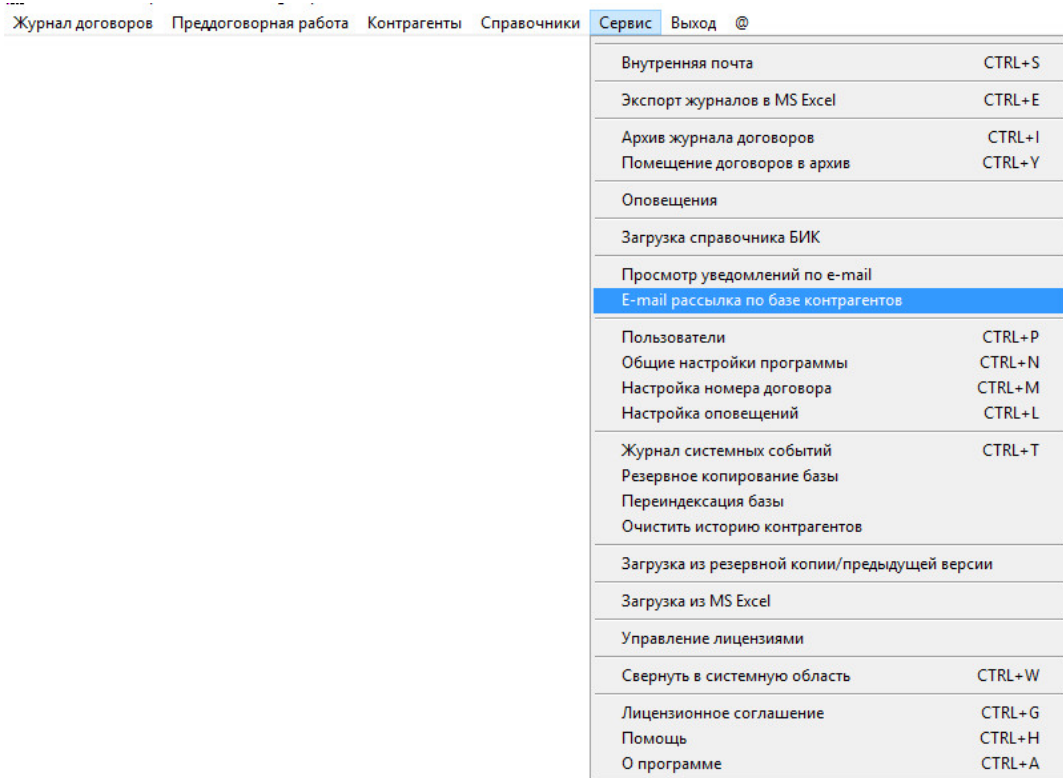 Журнал договоров Преддоговорная работа Контрагенты Справочники Сервис Выход @
Внутренняя почта CTRL+S
Экспорт журналов в MS Excel CTRL+E
Архив журнала договоров CTRL+I
Помещение договоров в архив CTRL+Y
Оповещения
Загрузка справочника БИК
Просмотр уведомлений по e-mail
E-mail рассылка по базе контрагентов
Пользователи CTRL+P
Общие настройки программы CTRL+N
Настройка номера договора CTRL+M
Настройка оповещений CTRL+L
Журнал системных событий CTRL+T
Резервное копирование базы
Переиндексация базы
Очистить историю контрагентов
Загрузка из резервной копии/предыдущей версии
Загрузка из MS Excel
Управление лицензиями
Свернуть в системную область CTRL+W
Лицензионное соглашение CTRL+G
Помощь CTRL+H
О программе CTRL+A